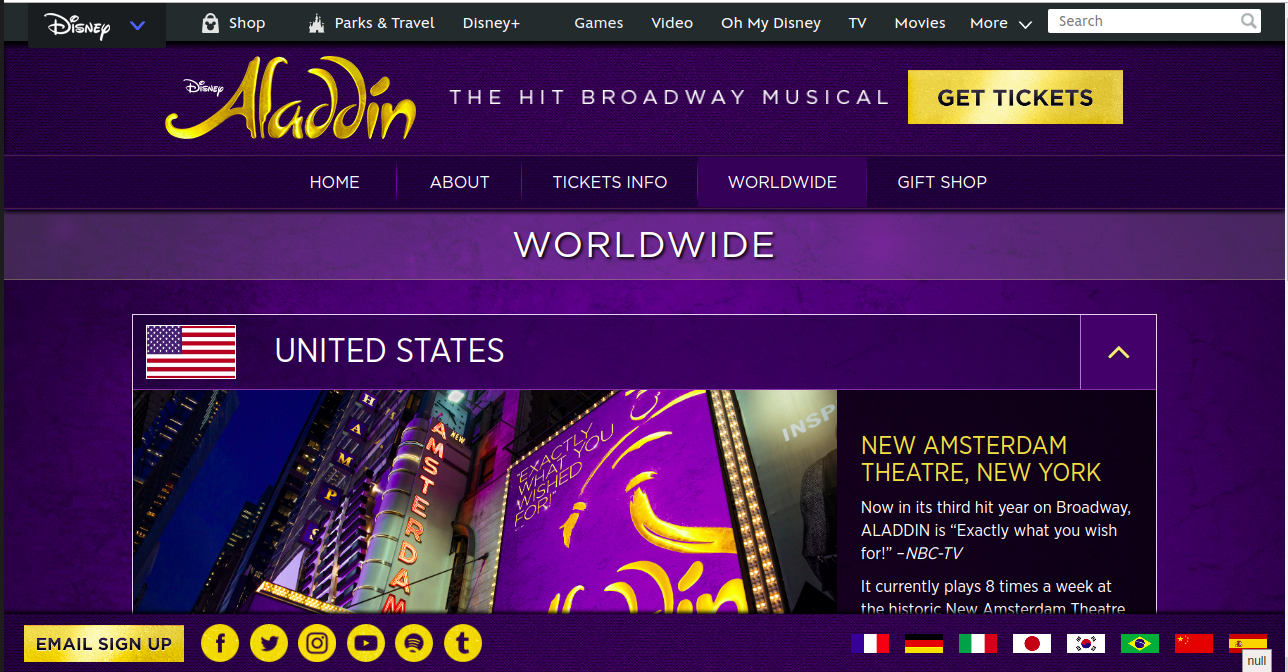 Disney
Shop
Parks & Travel
Disney+
Games
Video
Oh My Disney
TV
Movies
More
Search
Disney
Aladdin
THE HIT BROADWAY MUSICAL
GET TICKETS
HOME
ABOUT
TICKETS INFO
WORLDWIDE
GIFT SHOP
WORLDWIDE
UNITED STATES
NEW
AMSTERDAM
"EXACTLY
WHAT YOU
WISHED
FOR!"
INSP
NEW AMSTERDAM
THEATRE, NEW YORK
Now in its third hit year on Broadway,
ALADDIN is “Exactly what you wish
for!” –NBC-TV
It currently plays 8 times a week at
the historic New Amsterdam Theatre
EMAIL SIGN UP
null